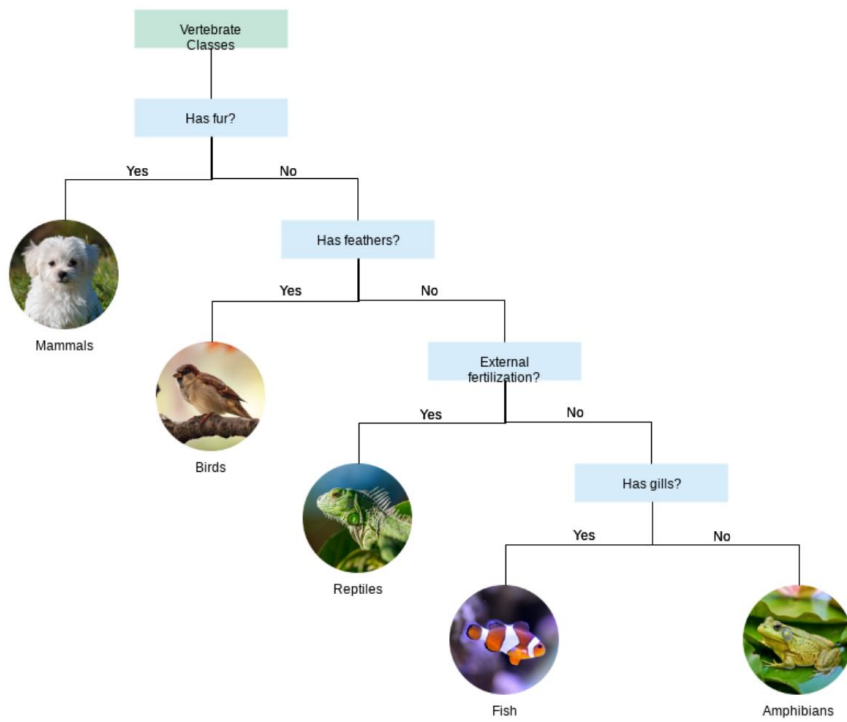 Vertebrate
Classes
Has fur?
Yes
No
Mammals
Has feathers?
Yes
No
Birds
External
fertilization?
Yes
No
Reptiles
Has gills?
Yes
No
Fish
Amphibians